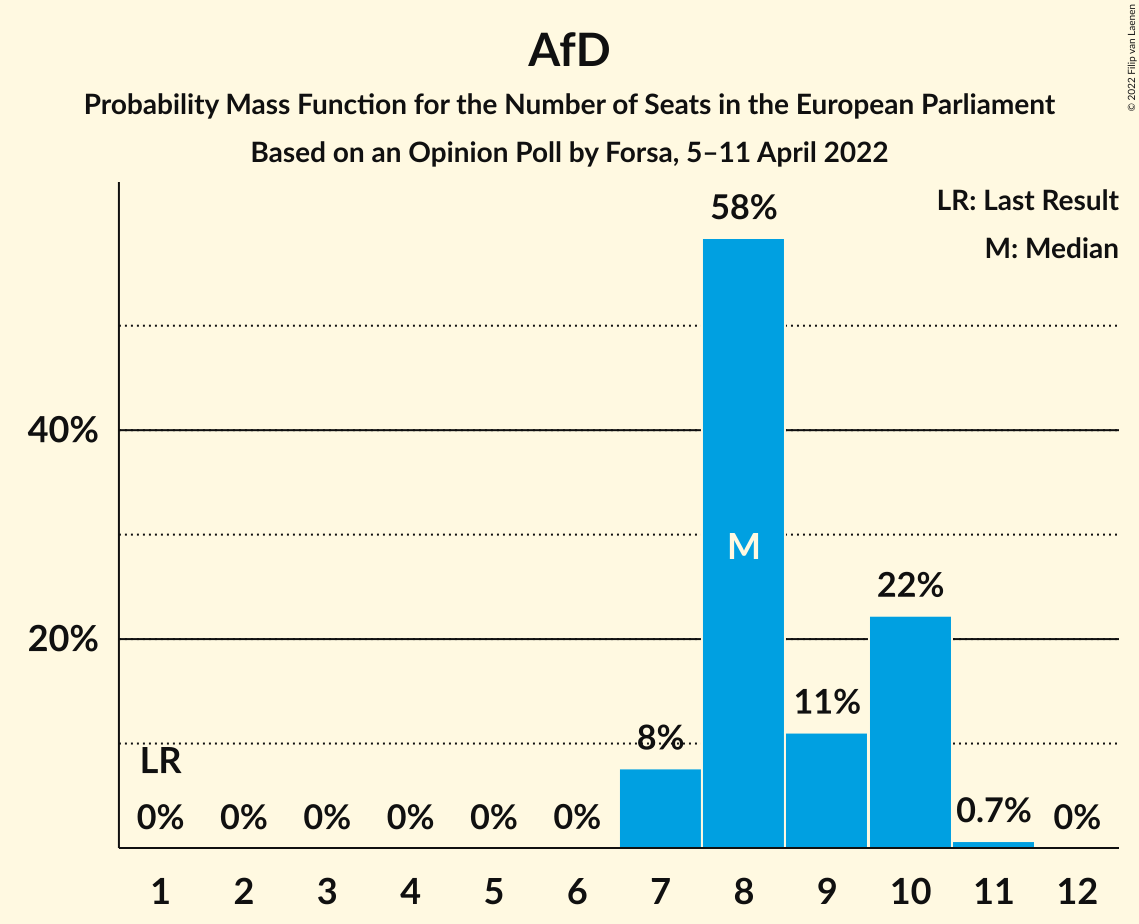 AfD
Probability Mass Function for the Number of Seats in the European Parliament
Based on an Opinion Poll by Forsa, 5–11 April 2022
© 2022 Filip van Laenen
LR: Last Result
M: Median
58%
40%
M
22%
20%
11%
8%
LR
0% 0% 0% 0% 0% 0% 0.7% 0%
1 2 3 4 5 6 7 8 9 10 11 12